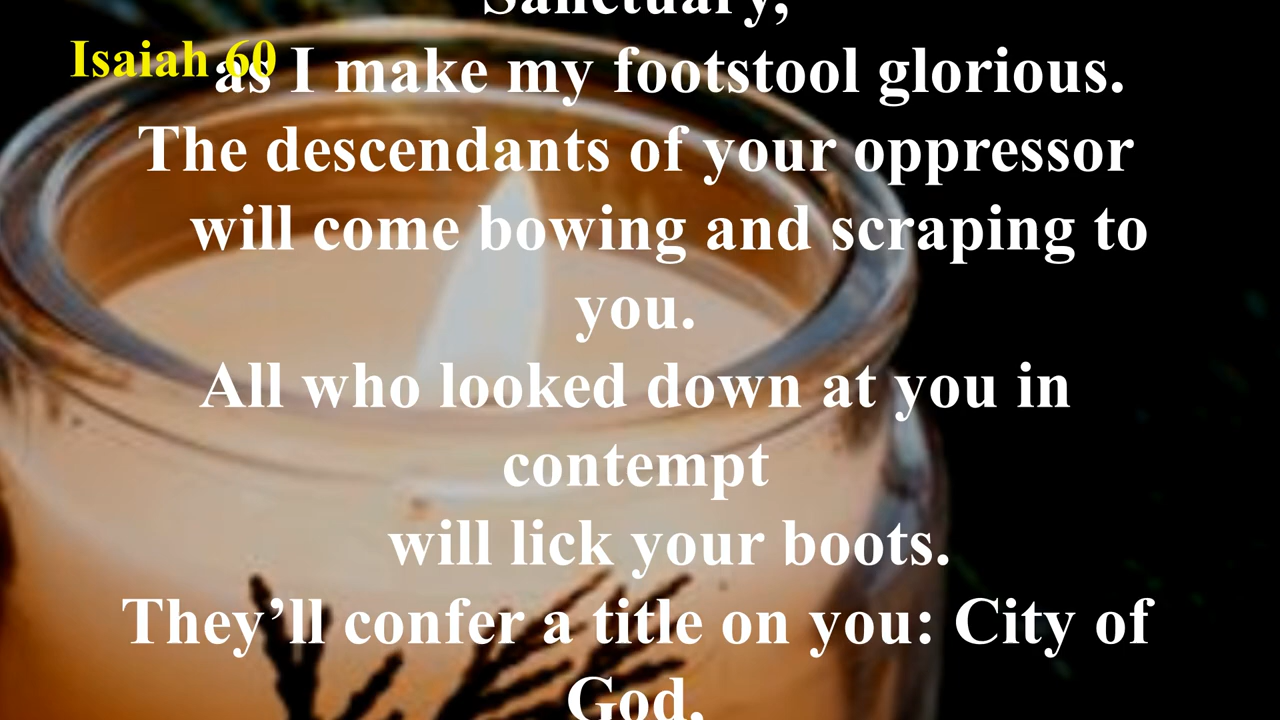 Sanctuary,
Isaiah 60
as I make my footstool glorious.
The descendants of your oppressor
will come bowing and scraping to
you.
All who looked down at you in
contempt
will lick your boots.
They’ll confer a title on you: City of
God,